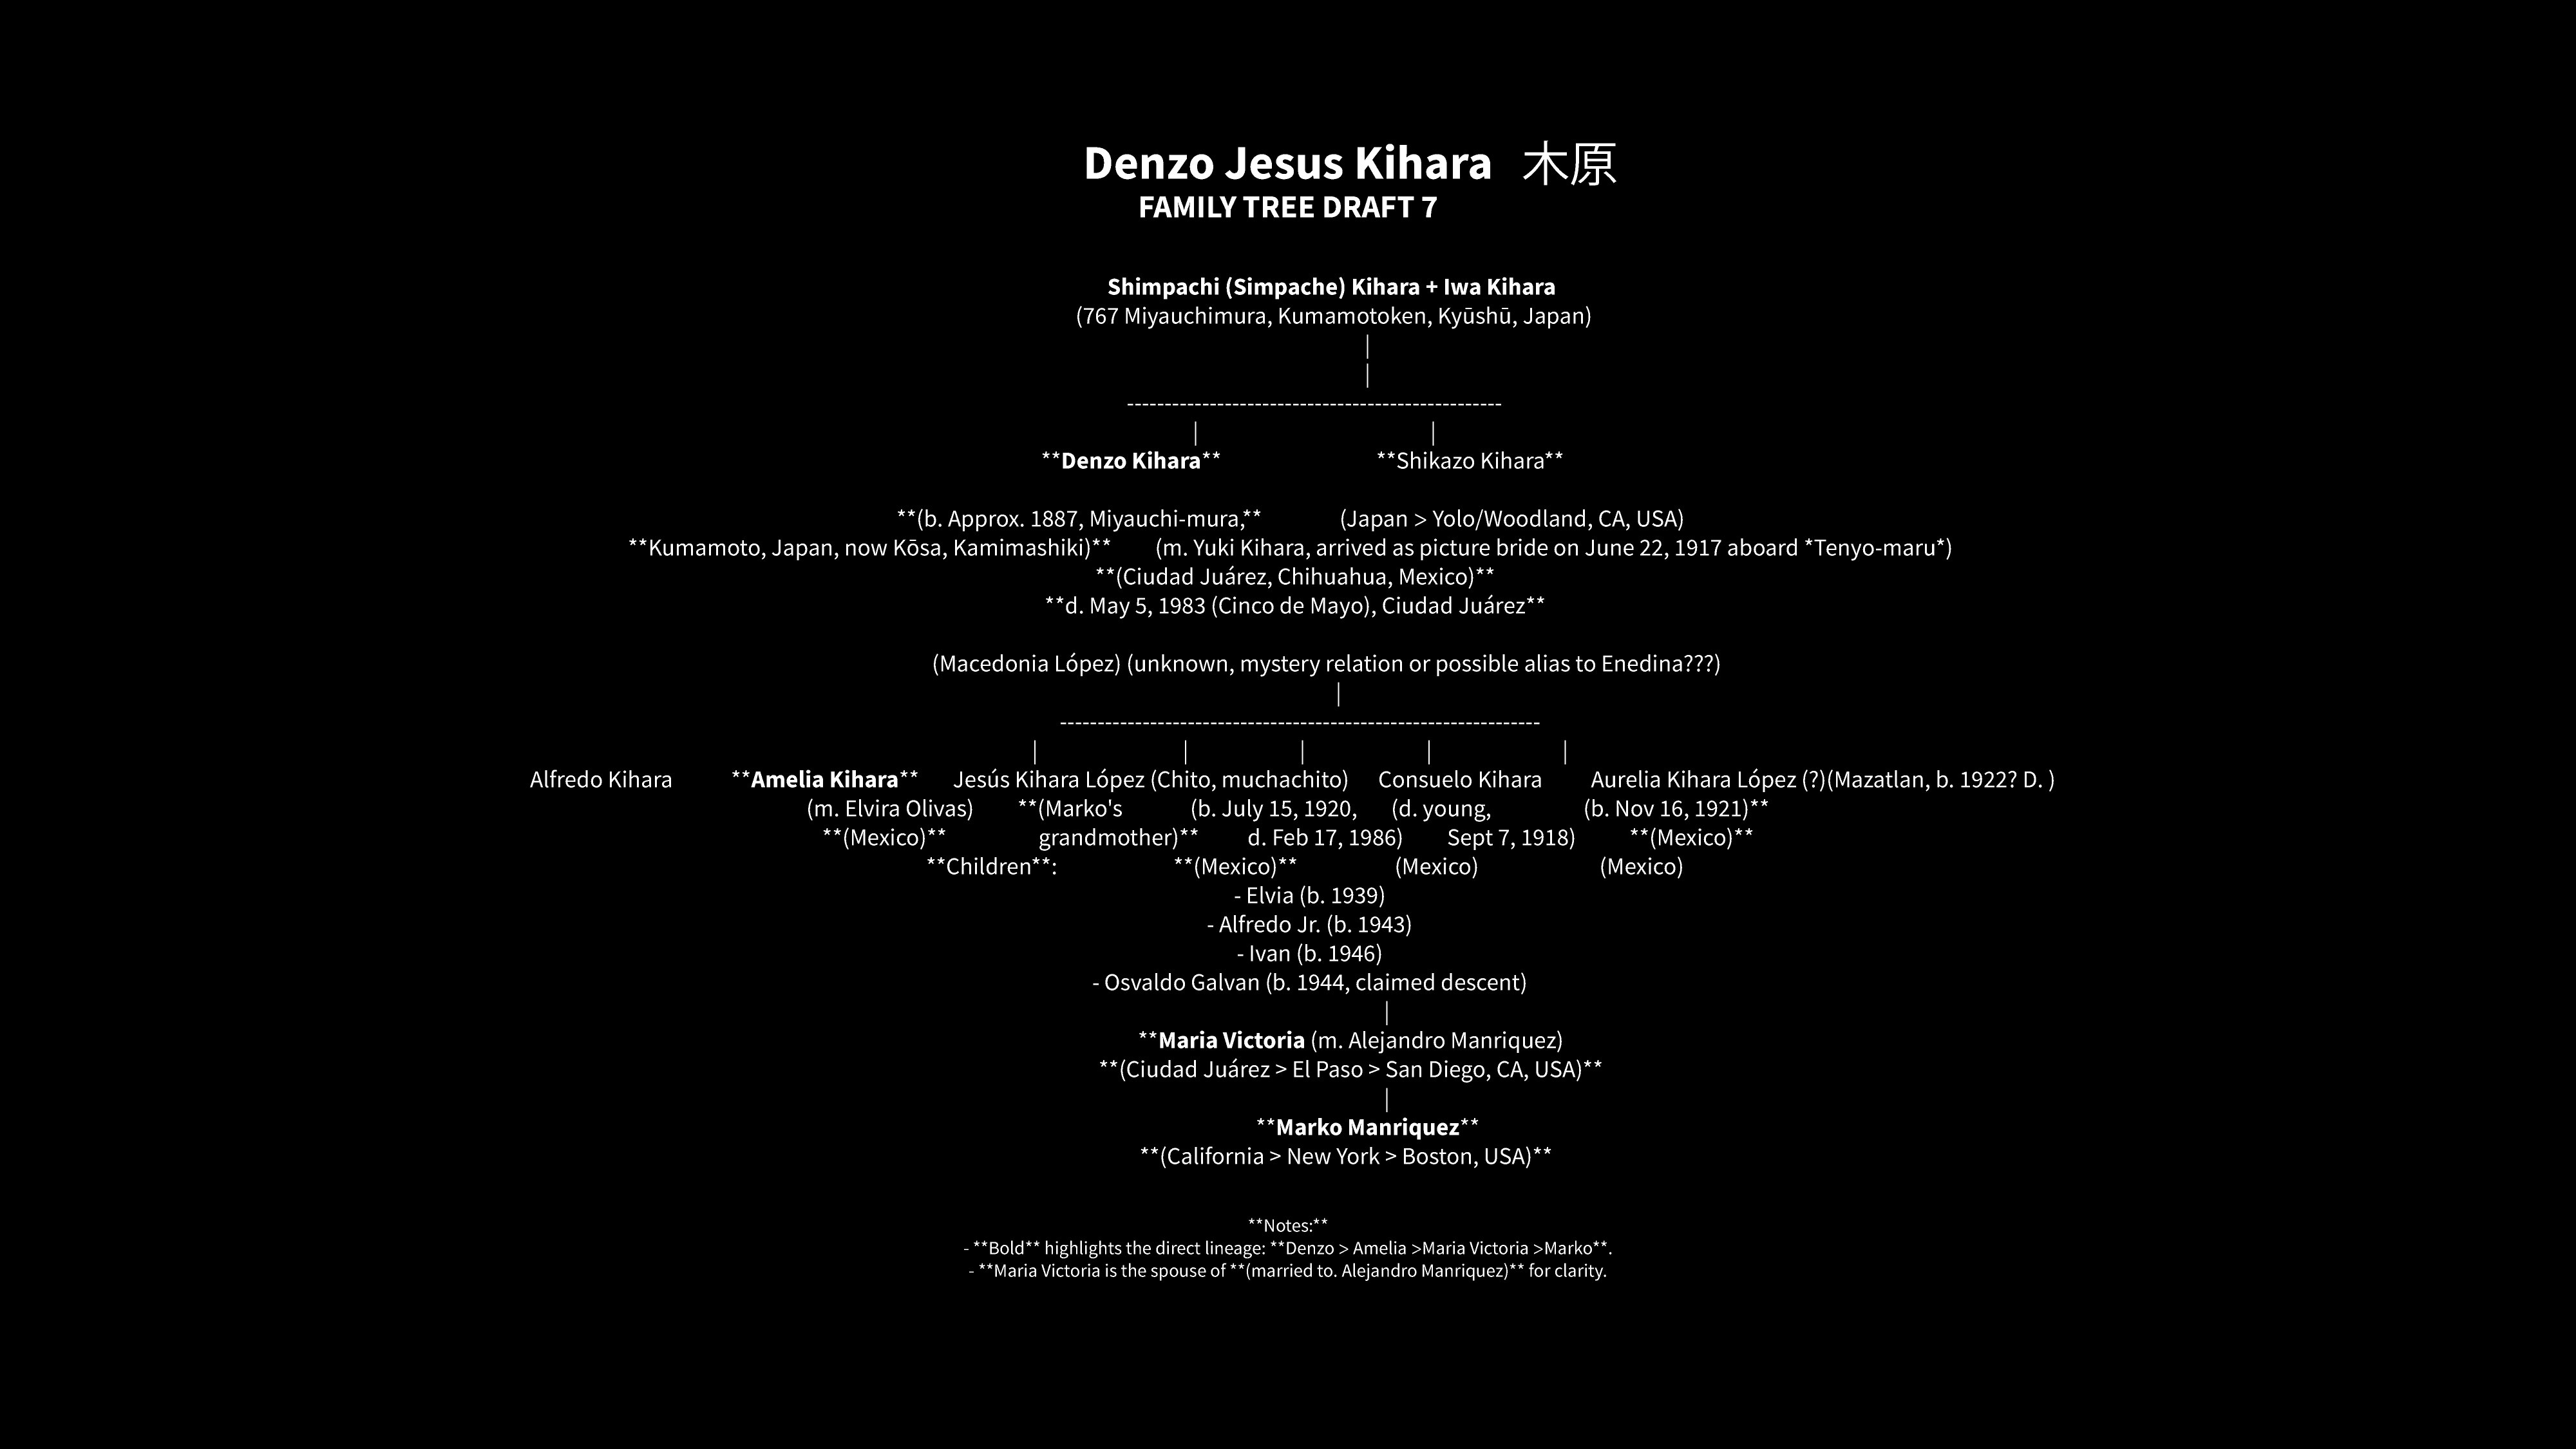 Denzo Jesus Kihara 木原
FAMILY TREE DRAFT 7
Shimpachi (Simpache) Kihara + Iwa Kihara
(767 Miyauchimura, Kumamotoken, Kyūshū, Japan)
|
|
--------------------------------------------------
| |
**Denzo Kihara** **Shikazo Kihara**
**(b. Approx. 1887, Miyauchi-mura,** (Japan > Yolo/Woodland, CA, USA)
**Kumamoto, Japan, now Kōsa, Kamimashiki)** (m. Yuki Kihara, arrived as picture bride on June 22, 1917 aboard *Tenyo-maru*)
**(Ciudad Juárez, Chihuahua, Mexico)**
**d. May 5, 1983 (Cinco de Mayo), Ciudad Juárez**
(Macedonia López) (unknown, mystery relation or possible alias to Enedina???)
|
----------------------------------------------------------------
| | | | |
Alfredo Kihara **Amelia Kihara** Jesús Kihara López (Chito, muchachito) Consuelo Kihara Aurelia Kihara López (?)(Mazatlan, b. 1922? D. )
(m. Elvira Olivas) **(Marko's (b. July 15, 1920, (d. young, (b. Nov 16, 1921)**
**(Mexico)** grandmother)** d. Feb 17, 1986) Sept 7, 1918) **(Mexico)**
**Children**: **(Mexico)** (Mexico) (Mexico)
- Elvia (b. 1939)
- Alfredo Jr. (b. 1943)
- Ivan (b. 1946)
- Osvaldo Galvan (b. 1944, claimed descent)
|
**Maria Victoria (m. Alejandro Manriquez)
**(Ciudad Juárez > El Paso > San Diego, CA, USA)**
|
**Marko Manriquez**
**(California > New York > Boston, USA)**
**Notes:**
- **Bold** highlights the direct lineage: **Denzo > Amelia >Maria Victoria >Marko**.
- **Maria Victoria is the spouse of **(married to. Alejandro Manriquez)** for clarity.